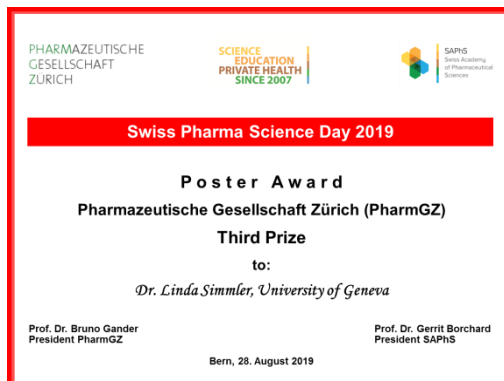 PHARMAZEUTISCHE
GESELLSCHAFT
ZÜRICH
SCIENCE
EDUCATION
PRIVATE HEALTH
SINCE 2007
SAPhS
Swiss Academy
of Pharmaceutical
Sciences
Swiss Pharma Science Day 2019
Poster Award
Pharmazeutische Gesellschaft Zürich (PharmGZ)
Third Prize
to:
Dr. Linda Simmler, University of Geneva
Prof. Dr. Bruno Gander
President PharmGZ
Prof. Dr. Gerrit Borchard
President SAPhS
Bern, 28. August 2019